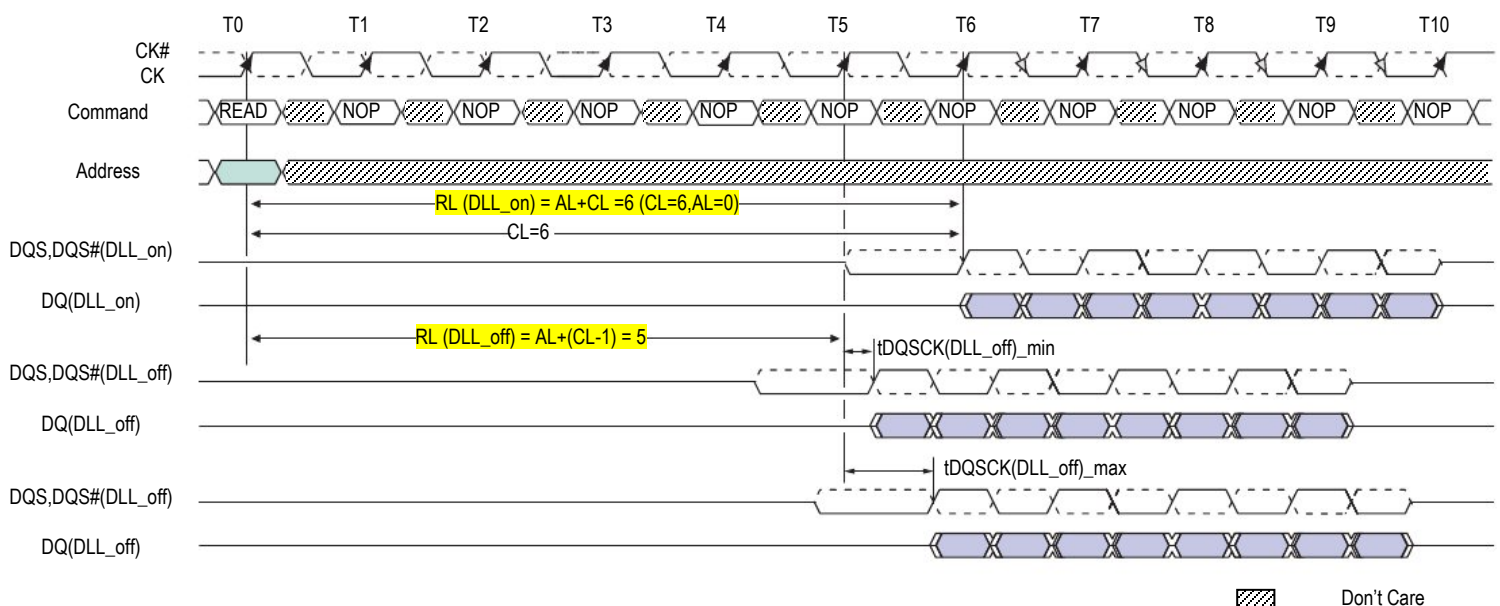 T0 T1 T2 T3 T4 T5 T6 T7 T8 T9 T10
CK#
CK
Command READ NOP NOP NOP NOP NOP NOP NOP NOP NOP NOP
Address
RL (DLL_on) = AL+CL =6 (CL=6,AL=0)
CL=6
DQS,DQS#(DLL_on)
DQ(DLL_on)
RL (DLL_off) = AL+(CL-1) = 5
tDQSCK(DLL_off)_min
DQS,DQS#(DLL_off)
DQ(DLL_off)
tDQSCK(DLL_off)_max
DQS,DQS#(DLL_off)
DQ(DLL_off)
Don't Care